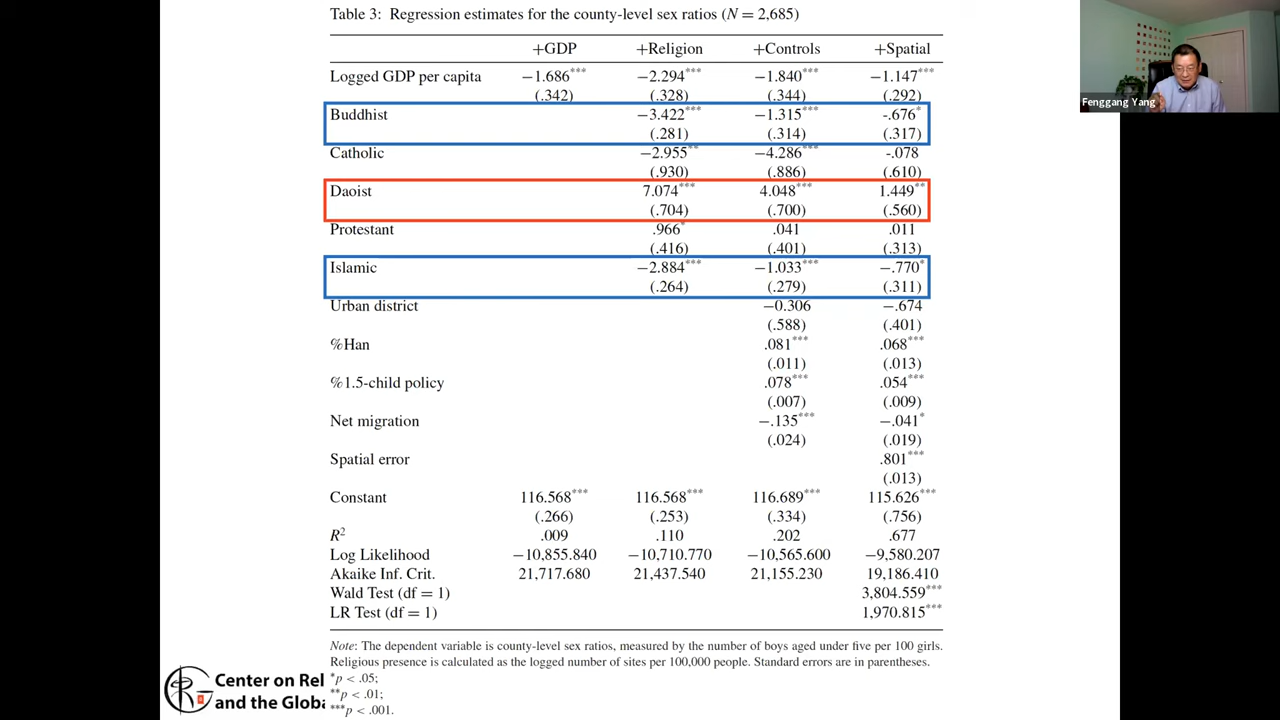 Table 3: Regression estimates for the county-level sex ratios (N = 2,685)
+GDP +Religion +Controls +Spatial
Logged GDP per capita −1.686*** −2.294*** −1.840*** −1.147***
(.342) (.328) (.344) (.292)
Buddhist −3.422*** −1.315*** -.676*
(.281) (.314) (.317)
Catholic −2.955** −4.286*** -.078
(.930) (.886) (.610)
Daoist 7.074*** 4.048*** 1.449**
(.704) (.700) (.560)
Protestant .966* .041 .011
(.416) (.401) (.313)
Islamic −2.884*** −1.033*** −.770*
(.264) (.279) (.311)
Urban district −0.306 −.674
(.588) (.401)
%Han .081*** .068***
(.011) (.013)
%1.5-child policy .078*** .054***
(.007) (.009)
Net migration −.135*** −.041*
(.024) (.019)
Spatial error .801***
(.013)
Constant 116.568*** 116.568*** 116.689*** 115.626***
(.266) (.253) (.334) (.756)
R² .009 .110 .202 .677
Log Likelihood −10,855.840 −10,710.770 −10,565.600 −9,580.207
Akaike Inf. Crit. 21,717.680 21,437.540 21,155.230 19,186.410
Wald Test (df = 1) 3,804.559***
LR Test (df = 1) 1,970.815***
Note: The dependent variable is county-level sex ratios, measured by the number of boys aged under five per 100 girls.
Religious presence is calculated as the logged number of sites per 100,000 people. Standard errors are in parentheses.
*p < .05;
**p < .01;
***p < .001.
Center on Rel
and the Globa
Fenggang Yang